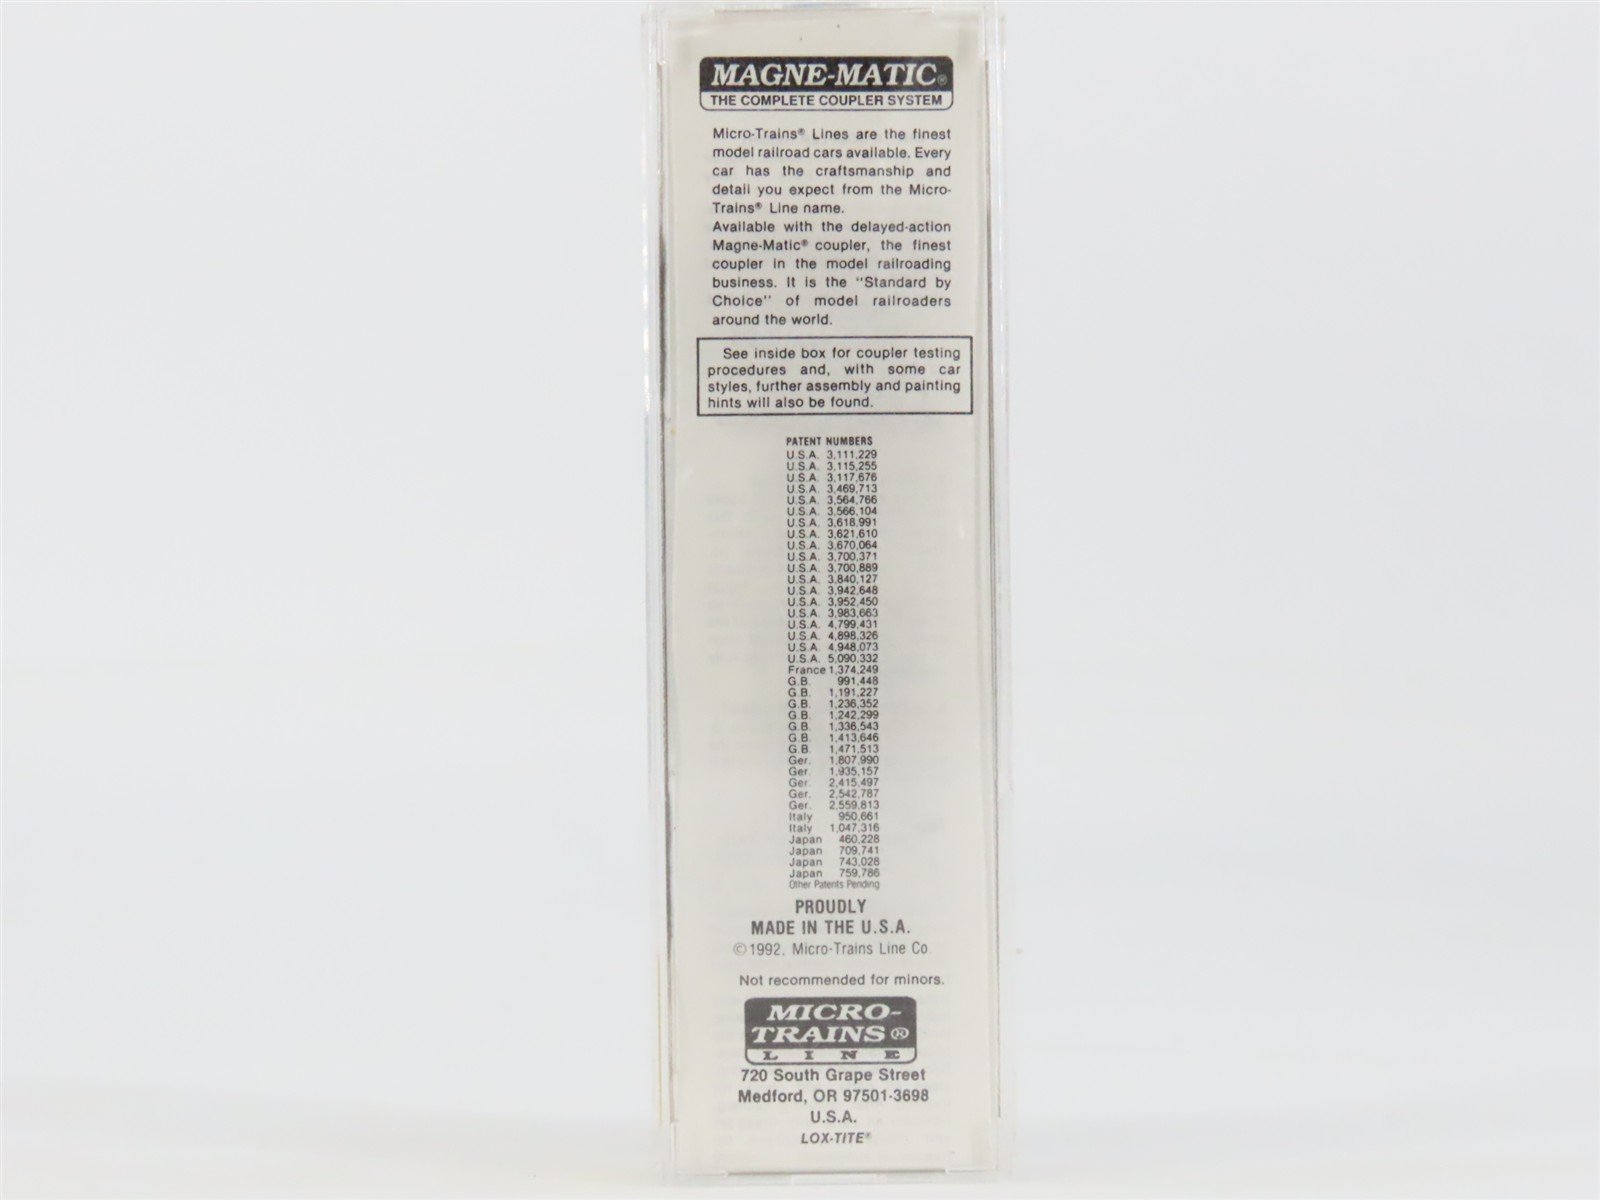 MAGNE-MATIC®
THE COMPLETE COUPLER SYSTEM
Micro-Trains® Lines are the finest
model railroad cars available. Every
car has the craftsmanship and
detail you expect from the Micro-
Trains® Line name.
Available with the delayed-action
Magne-Matic® coupler, the finest
coupler in the model railroading
business. It is the "Standard by
Choice" of model railroaders
around the world.
See inside box for coupler testing
procedures and, with some car
styles, further assembly and painting
hints will also be found.
PATENT NUMBERS
U.S.A. 3,111,229
U.S.A. 3,115,255
U.S.A. 3,117,676
U.S.A. 3,469,713
U.S.A. 3,564,766
U.S.A. 3,566,104
U.S.A. 3,618,991
U.S.A. 3,621,610
U.S.A. 3,670,064
U.S.A. 3,700,371
U.S.A. 3,700,889
U.S.A. 3,840,127
U.S.A. 3,942,648
U.S.A. 3,952,450
U.S.A. 3,983,663
U.S.A. 4,799,431
U.S.A. 4,898,326
U.S.A. 4,948,073
U.S.A. 5,090,332
France 1,374,249
G.B. 991,448
G.B. 1,191,227
G.B. 1,236,352
G.B. 1,242,299
G.B. 1,336,543
G.B. 1,413,646
G.B. 1,471,513
Ger. 1,807,990
Ger. 1,935,157
Ger. 2,415,497
Ger. 2,542,787
Ger. 2,559,813
Italy 950,661
Italy 1,047,316
Japan 460,228
Japan 709,741
Japan 743,028
Japan 759,786
Other Patents Pending
PROUDLY
MADE IN THE U.S.A.
©1992, Micro-Trains Line Co.
Not recommended for minors.
MICRO-
TRAINS®
LINE
720 South Grape Street
Medford, OR 97501-3698
U.S.A.
LOX-TITE®